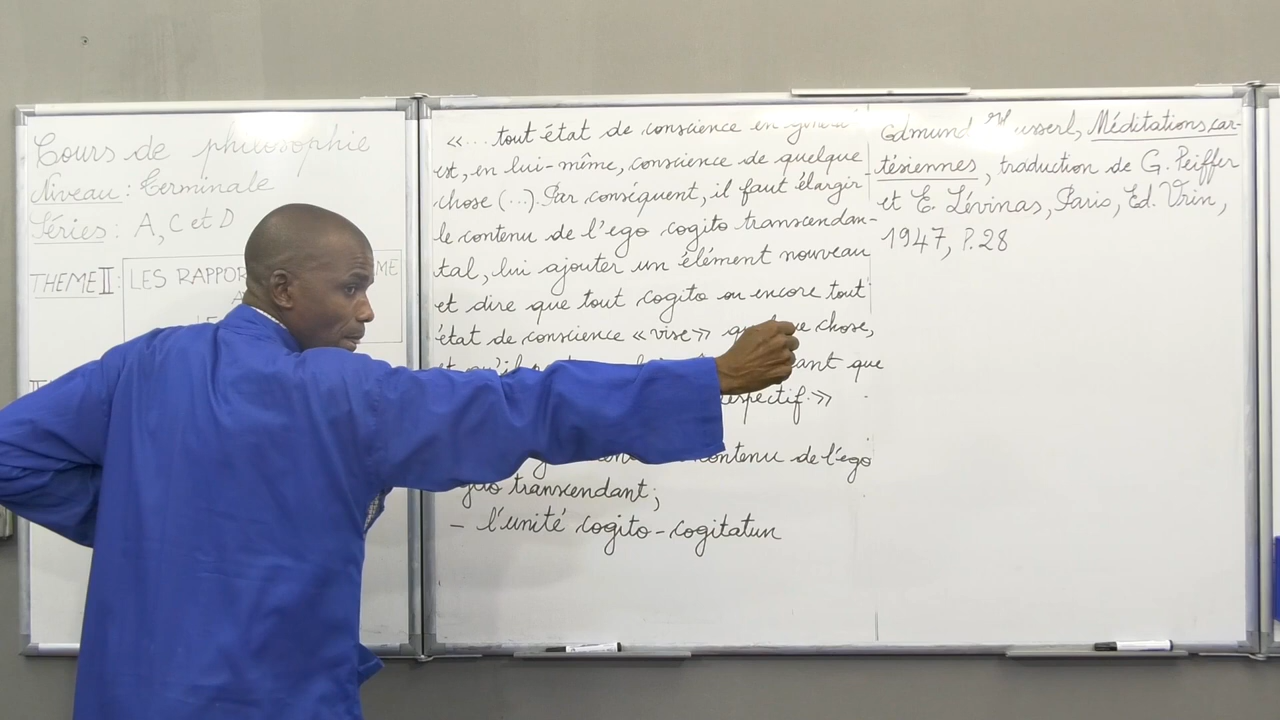 Cours de philosophie
Niveau : Terminale
Séries : A, C et D
THEME II : LES RAPPOR ME
«... tout état de conscience en
est, en lui-même, conscience de quelque
chose (...). Par conséquent, il faut élargir
le contenu de l'ego cogito transcendan-
tal, lui ajouter un élément nouveau
et dire que tout cogito ou encore tout
état de conscience «vise» chose,
que
»
contenu de l'ego
transcendant ;
- l'unité cogito-cogitatun
Edmund Husserl, Méditations car-
tésiennes, traduction de G. Peiffer
et E. Lévinas, Paris, Ed. Vrin,
1947, P.28